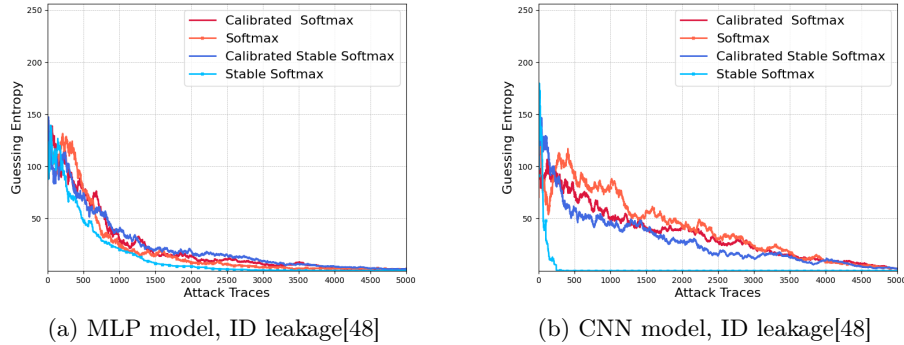 250
200
150
100
50
Guessing Entropy
Calibrated Softmax
Softmax
Calibrated Stable Softmax
Stable Softmax
0 500 1000 1500 2000 2500 3000 3500 4000 4500 5000
Attack Traces
(a) MLP model, ID leakage[48]
250
200
150
100
50
Guessing Entropy
Calibrated Softmax
Softmax
Calibrated Stable Softmax
Stable Softmax
0 500 1000 1500 2000 2500 3000 3500 4000 4500 5000
Attack Traces
(b) CNN model, ID leakage[48]